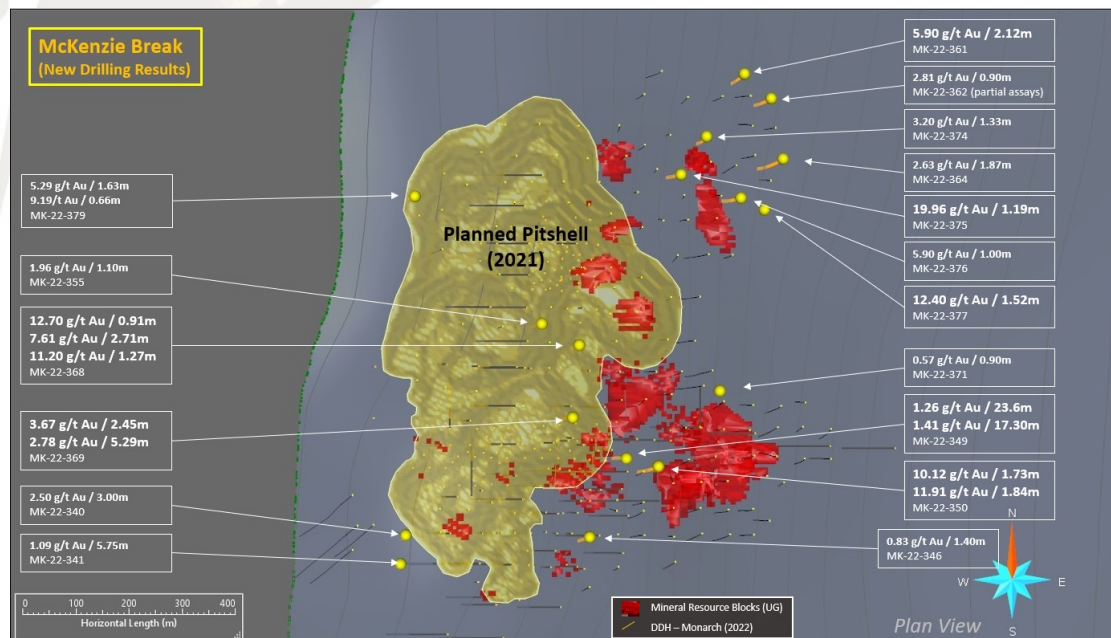 McKenzie Break
(New Drilling Results)
5.29 g/t Au / 1.63m
9.19/t Au / 0.66m
MK-22-379
1.96 g/t Au / 1.10m
MK-22-355
12.70 g/t Au / 0.91m
7.61 g/t Au / 2.71m
11.20 g/t Au / 1.27m
MK-22-368
3.67 g/t Au / 2.45m
2.78 g/t Au / 5.29m
MK-22-369
2.50 g/t Au / 3.00m
MK-22-340
1.09 g/t Au / 5.75m
MK-22-341
Planned Pitshell
(2021)
5.90 g/t Au / 2.12m
MK-22-361
2.81 g/t Au / 0.90m
MK-22-362 (partial assays)
3.20 g/t Au / 1.33m
MK-22-374
2.63 g/t Au / 1.87m
MK-22-364
19.96 g/t Au / 1.19m
MK-22-375
5.90 g/t Au / 1.00m
MK-22-376
12.40 g/t Au / 1.52m
MK-22-377
0.57 g/t Au / 0.90m
MK-22-371
1.26 g/t Au / 23.6m
1.41 g/t Au / 17.30m
MK-22-349
10.12 g/t Au / 1.73m
11.91 g/t Au / 1.84m
MK-22-350
0.83 g/t Au / 1.40m
MK-22-346
N
W E
S
0 100 200 300 400
Horizontal Length (m)
Mineral Resource Blocks (UG)
DDH – Monarch (2022)
Plan View